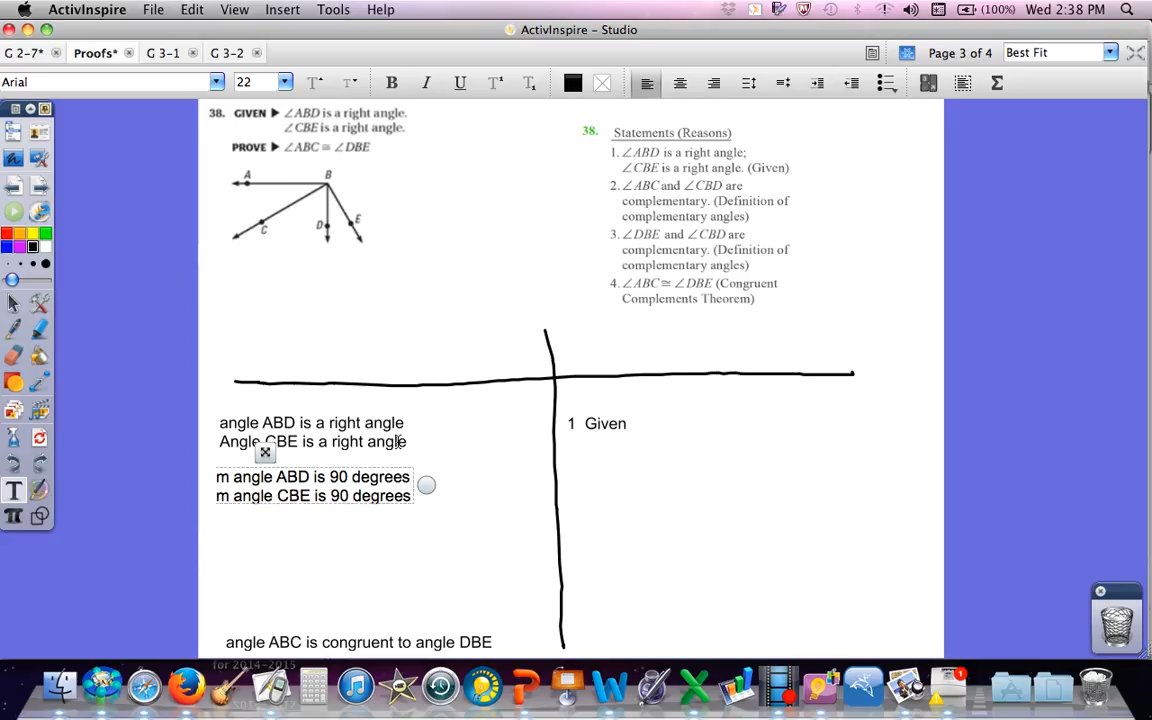 ActivInspire File Edit View Insert Tools Help (100%) Wed 2:38 PM
ActivInspire - Studio
G 2-7* Proofs* G 3-1 G 3-2 Page 3 of 4 Best Fit
Arial 22 B I U
38. GIVEN ▶ ∠ABD is a right angle.
∠CBE is a right angle.
PROVE ▶ ∠ABC ≅ ∠DBE
A B C D E
38. Statements (Reasons)
1. ∠ABD is a right angle;
∠CBE is a right angle. (Given)
2. ∠ABC and ∠CBD are
complementary. (Definition of
complementary angles)
3. ∠DBE and ∠CBD are
complementary. (Definition of
complementary angles)
4. ∠ABC ≅ ∠DBE (Congruent
Complements Theorem)
angle ABD is a right angle
Angle CBE is a right angle
1 Given
m angle ABD is 90 degrees
m angle CBE is 90 degrees
angle ABC is congruent to angle DBE
for 2014-2015